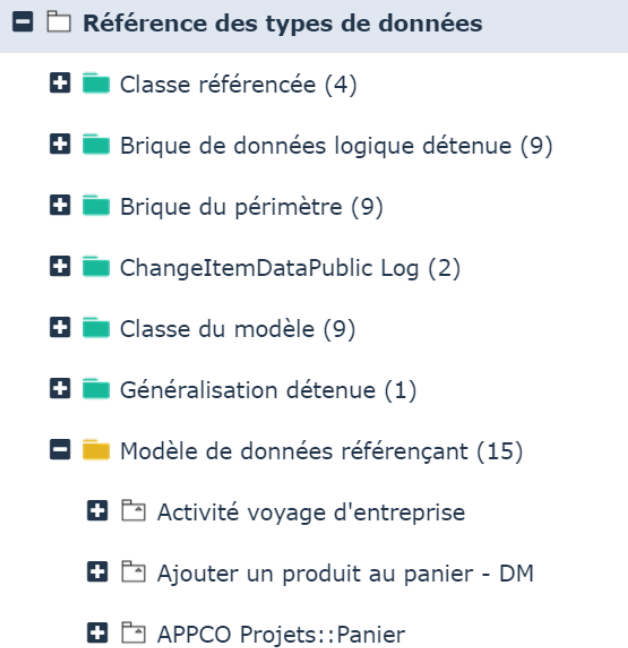 Référence des types de données
Classe référencée (4)
Brique de données logique détenue (9)
Brique du périmètre (9)
ChangeItemDataPublic Log (2)
Classe du modèle (9)
Généralisation détenue (1)
Modèle de données référençant (15)
Activité voyage d'entreprise
Ajouter un produit au panier - DM
APPCO Projets::Panier